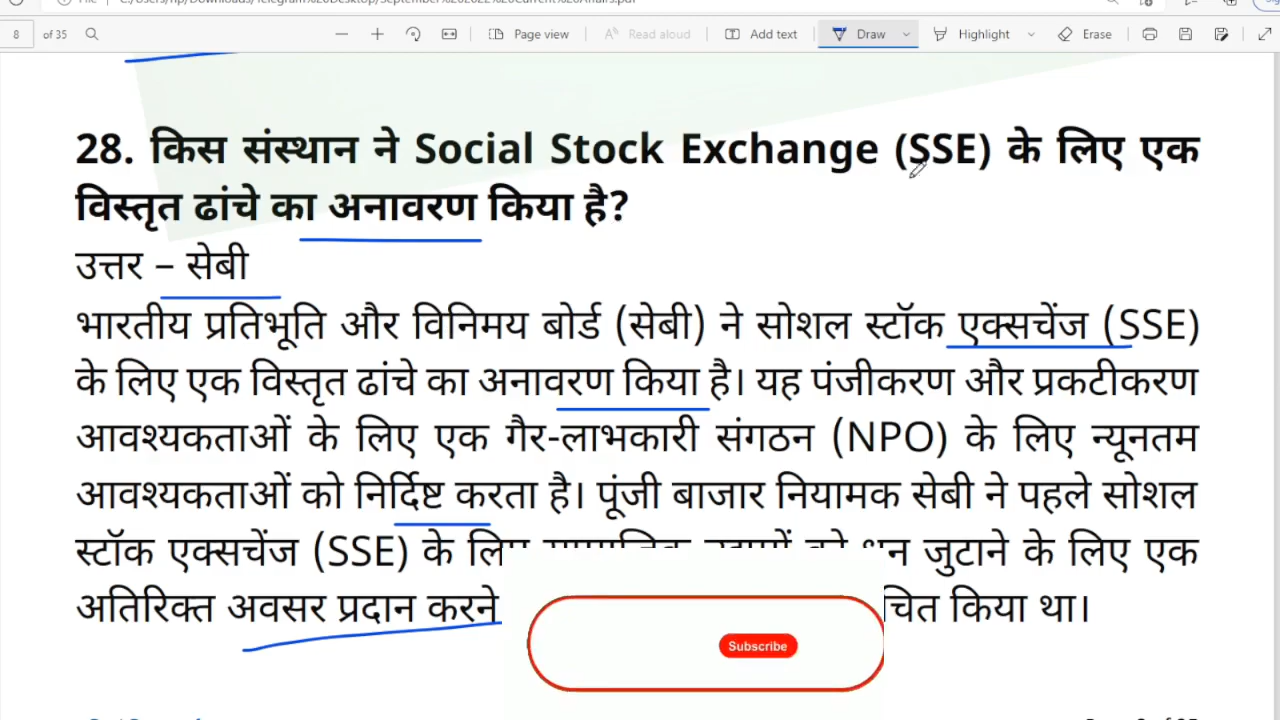 8 of 35 Page view Read aloud Add text Draw Highlight Erase
28. किस संस्थान ने Social Stock Exchange (SSE) के लिए एक
विस्तृत ढांचे का अनावरण किया है?
उत्तर – सेबी
भारतीय प्रतिभूति और विनिमय बोर्ड (सेबी) ने सोशल स्टॉक एक्सचेंज (SSE)
के लिए एक विस्तृत ढांचे का अनावरण किया है। यह पंजीकरण और प्रकटीकरण
आवश्यकताओं के लिए एक गैर-लाभकारी संगठन (NPO) के लिए न्यूनतम
आवश्यकताओं को निर्दिष्ट करता है। पूंजी बाजार नियामक सेबी ने पहले सोशल
स्टॉक एक्सचेंज (SSE) के जुटाने के लिए एक
अतिरिक्त अवसर प्रदान करने किया था।
Subscribe